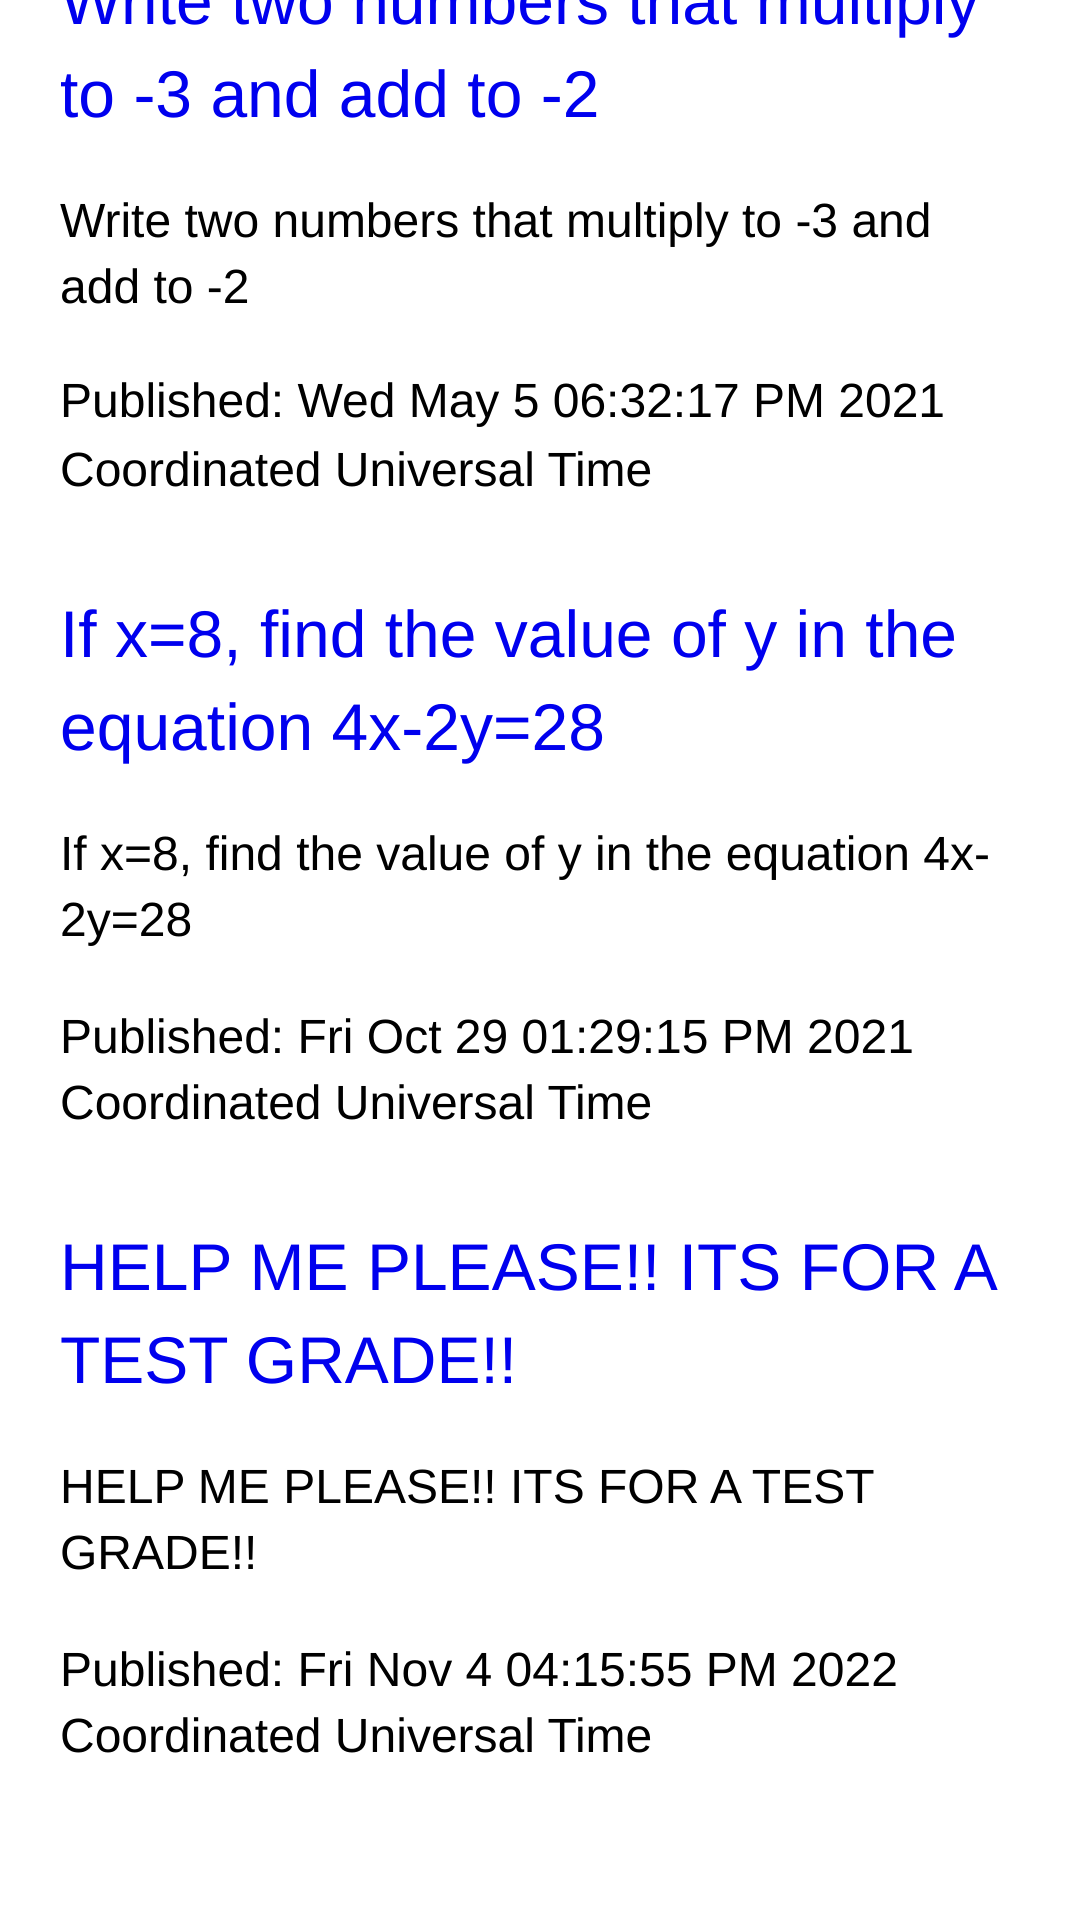 Write two numbers that multiply
to -3 and add to -2
Write two numbers that multiply to -3 and
add to -2
Published: Wed May 5 06:32:17 PM 2021
Coordinated Universal Time
If x=8, find the value of y in the
equation 4x-2y=28
If x=8, find the value of y in the equation 4x-
2y=28
Published: Fri Oct 29 01:29:15 PM 2021
Coordinated Universal Time
HELP ME PLEASE!! ITS FOR A
TEST GRADE!!
HELP ME PLEASE!! ITS FOR A TEST
GRADE!!
Published: Fri Nov 4 04:15:55 PM 2022
Coordinated Universal Time